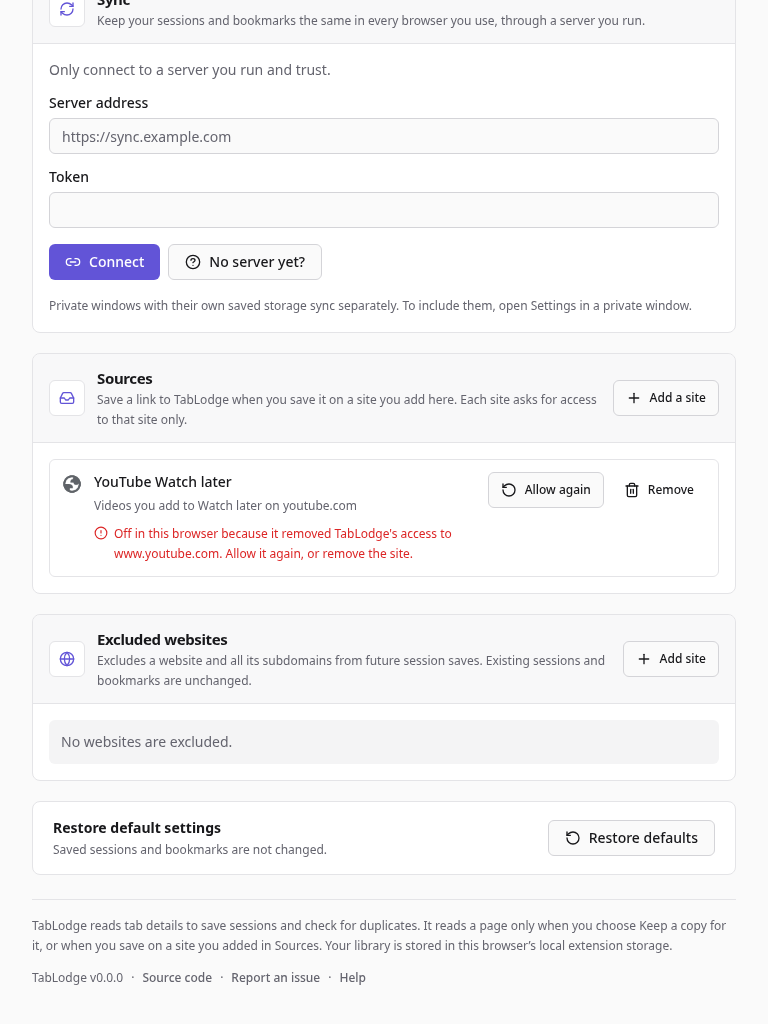 Sync
Keep your sessions and bookmarks the same in every browser you use, through a server you run.
Only connect to a server you run and trust.
Server address
https://sync.example.com
Token
Connect
No server yet?
Private windows with their own saved storage sync separately. To include them, open Settings in a private window.
Sources
Save a link to TabLodge when you save it on a site you add here. Each site asks for access
to that site only.
Add a site
YouTube Watch later
Videos you add to Watch later on youtube.com
Off in this browser because it removed TabLodge's access to
www.youtube.com. Allow it again, or remove the site.
Allow again
Remove
Excluded websites
Excludes a website and all its subdomains from future session saves. Existing sessions and
bookmarks are unchanged.
Add site
No websites are excluded.
Restore default settings
Saved sessions and bookmarks are not changed.
Restore defaults
TabLodge reads tab details to save sessions and check for duplicates. It reads a page only when you choose Keep a copy for
it, or when you save on a site you added in Sources. Your library is stored in this browser’s local extension storage.
TabLodge v0.0.0 · Source code · Report an issue · Help